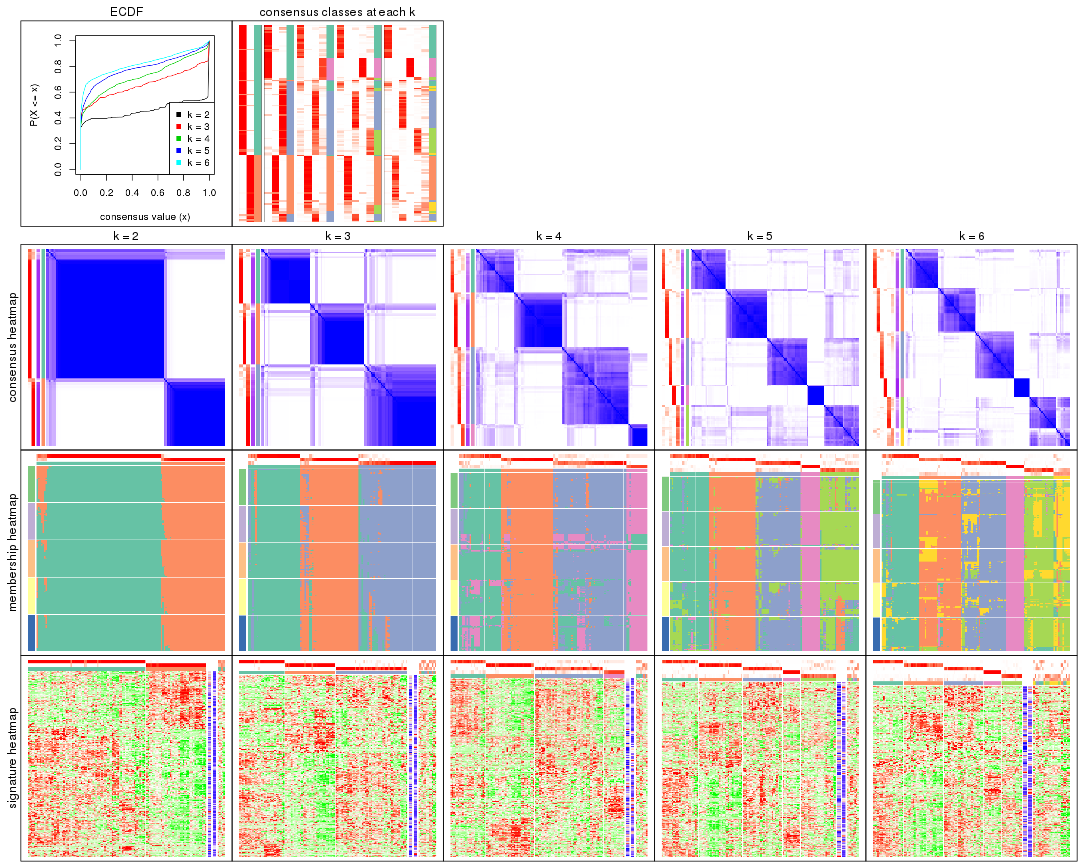 ECDF
consensus classes at each k
P(X <= x)
0.0
0.2
0.4
0.6
0.8
1.0
k = 2
k = 3
k = 4
k = 5
k = 6
0.0 0.2 0.4 0.6 0.8 1.0
consensus value (x)
k = 2
k = 3
k = 4
k = 5
k = 6
consensus heatmap
membership heatmap
signature heatmap